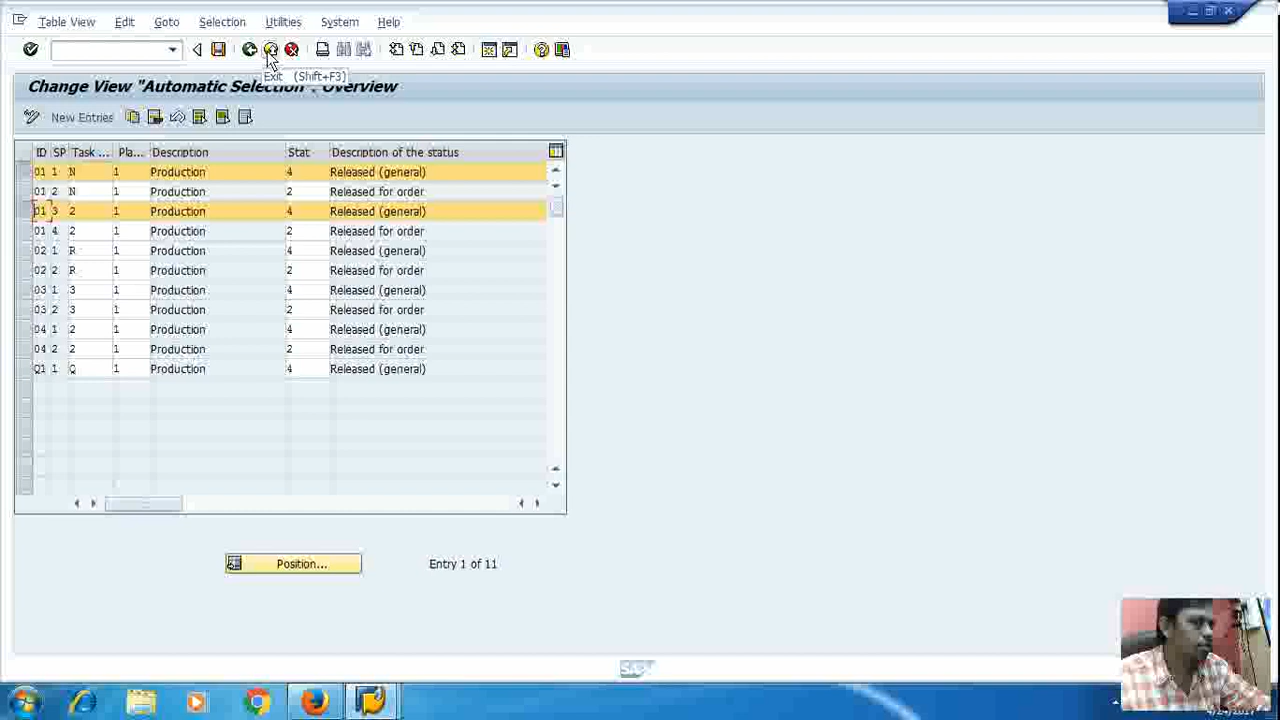 Table View Edit Goto Selection Utilities System Help
Exit (Shift+F3)
Change View "Automatic Selection": Overview
New Entries
ID SP Task ... Pla... Description Stat Description of the status
01 1 N 1 Production 4 Released (general)
01 2 N 1 Production 2 Released for order
01 3 2 1 Production 4 Released (general)
01 4 2 1 Production 2 Released for order
02 1 R 1 Production 4 Released (general)
02 2 R 1 Production 2 Released for order
03 1 3 1 Production 4 Released (general)
03 2 3 1 Production 2 Released for order
04 1 2 1 Production 4 Released (general)
04 2 2 1 Production 2 Released for order
Q1 1 Q 1 Production 4 Released (general)
Position... Entry 1 of 11
SAP